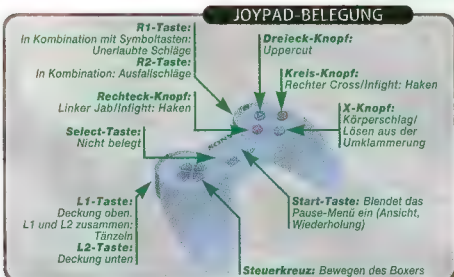 JOYPAD-BELEGUNG
R1-Taste:
In Kombination mit Symboltasten:
Unerlaubte Schläge
R2-Taste:
In Kombination: Ausfallschläge
Rechteck-Knopf:
Linker Jab/Infight: Haken
Select-Taste:
Nicht belegt
L1-Taste:
Deckung oben.
L1 und L2 zusammen:
Tänzeln
L2-Taste:
Deckung unten
Dreieck-Knopf:
Uppercut
Kreis-Knopf:
Rechter Cross/Infight: Haken
X-Knopf:
Körperschlag/
Lösen aus der
Umklammerung
Start-Taste: Blendet das
Pause-Menü ein (Ansicht,
Wiederholung)
Steuerkreuz: Bewegen des Boxers
SONY